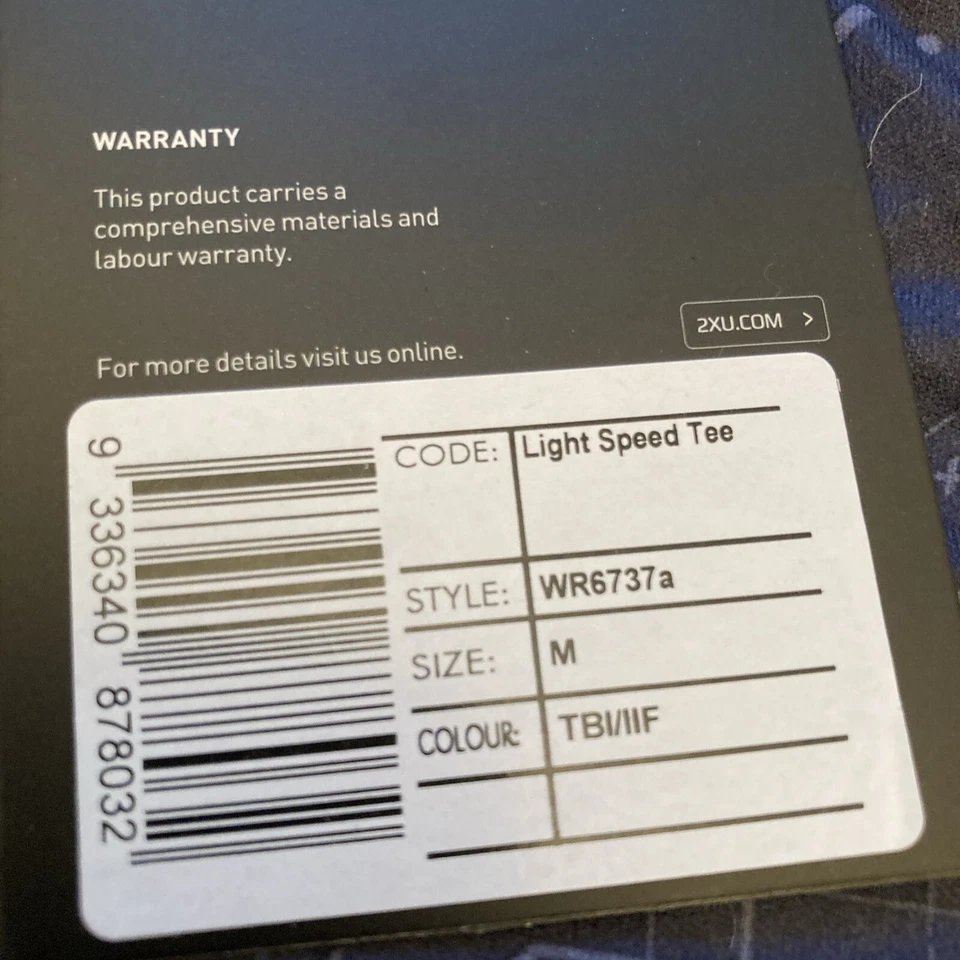 WARRANTY
This product carries a
comprehensive materials and
labour warranty.
For more details visit us online.
2XU.COM >
9 336340 878032
CODE: Light Speed Tee
STYLE: WR6737a
SIZE: M
COLOUR: TBI/IIF